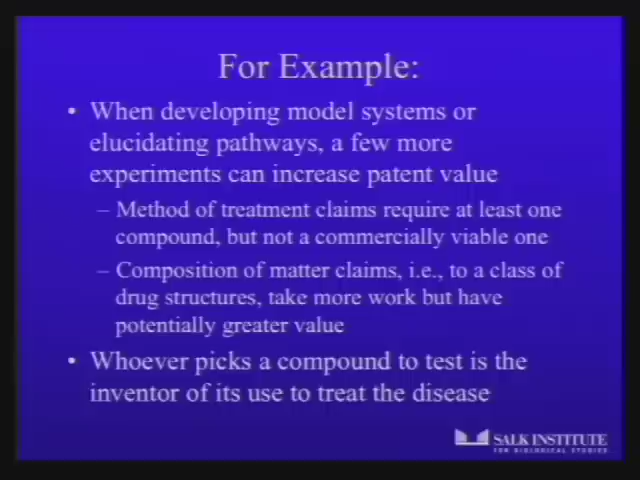 For Example:
• When developing model systems or
elucidating pathways, a few more
experiments can increase patent value
– Method of treatment claims require at least one
compound, but not a commercially viable one
– Composition of matter claims, i.e., to a class of
drug structures, take more work but have
potentially greater value
• Whoever picks a compound to test is the
inventor of its use to treat the disease
SALK INSTITUTE
FOR BIOLOGICAL STUDIES